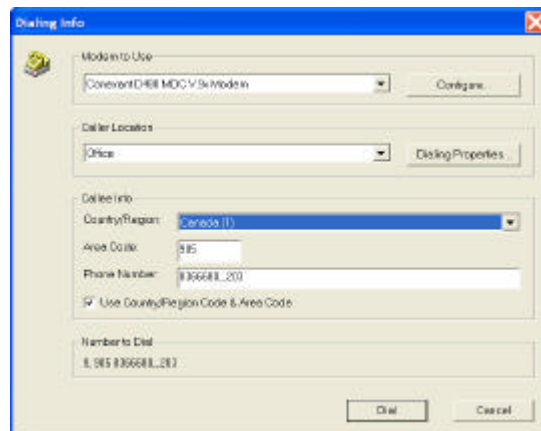 Dialing Info
Modem to Use
Conexant D480 MDC V.9x Modem
Configure...
Caller Location
Office
Dialing Properties...
Callee Info
Country/Region:
Canada (1)
Area Code:
905
Phone Number:
Use Country/Region Code & Area Code
Number to Dial
Dial
Cancel